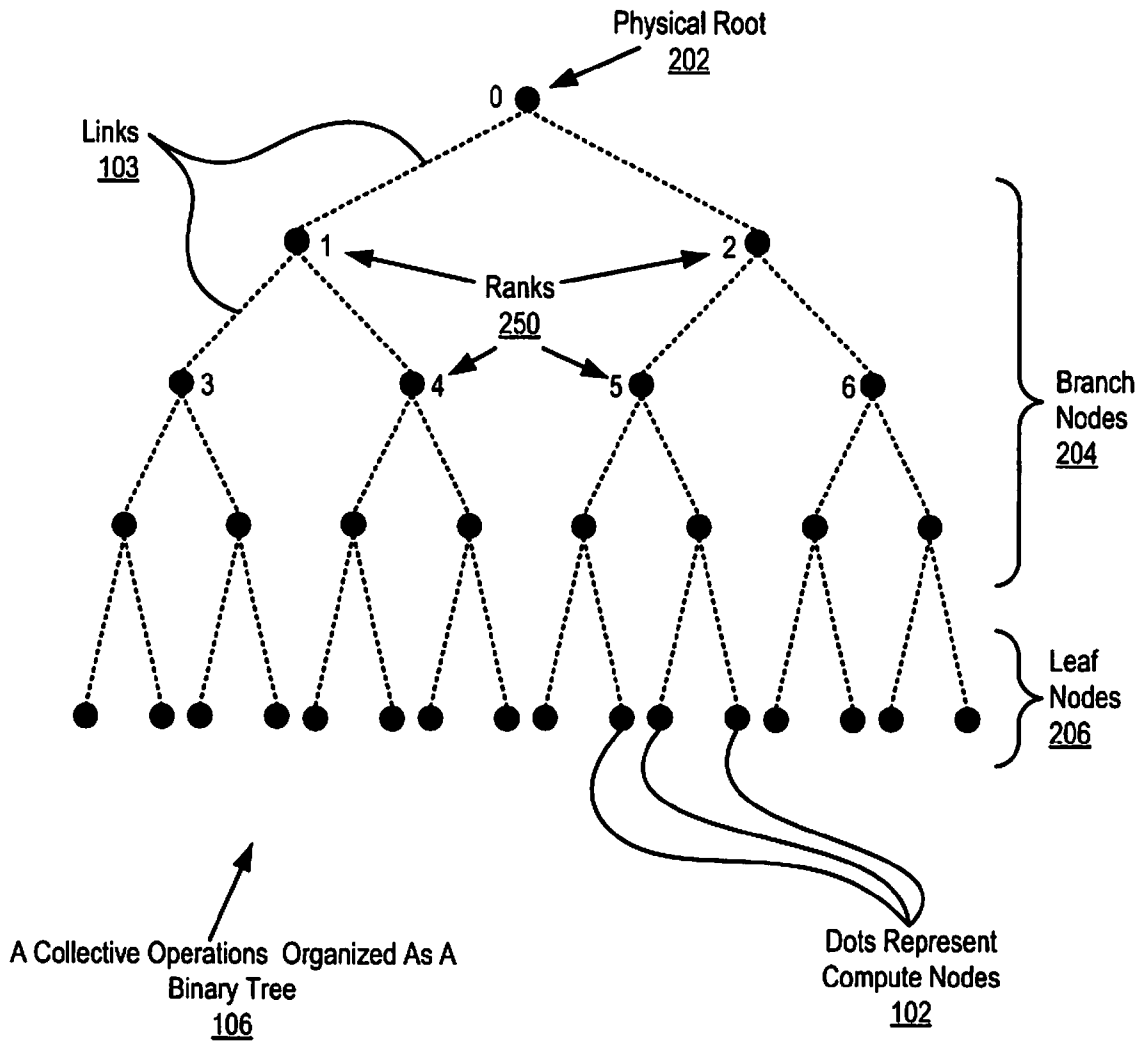 Physical Root
202
0
Links
103
1
2
Ranks
250
3
4
5
6
Branch
Nodes
204
Leaf
Nodes
206
A Collective Operations Organized As A
Binary Tree
106
Dots Represent
Compute Nodes
102